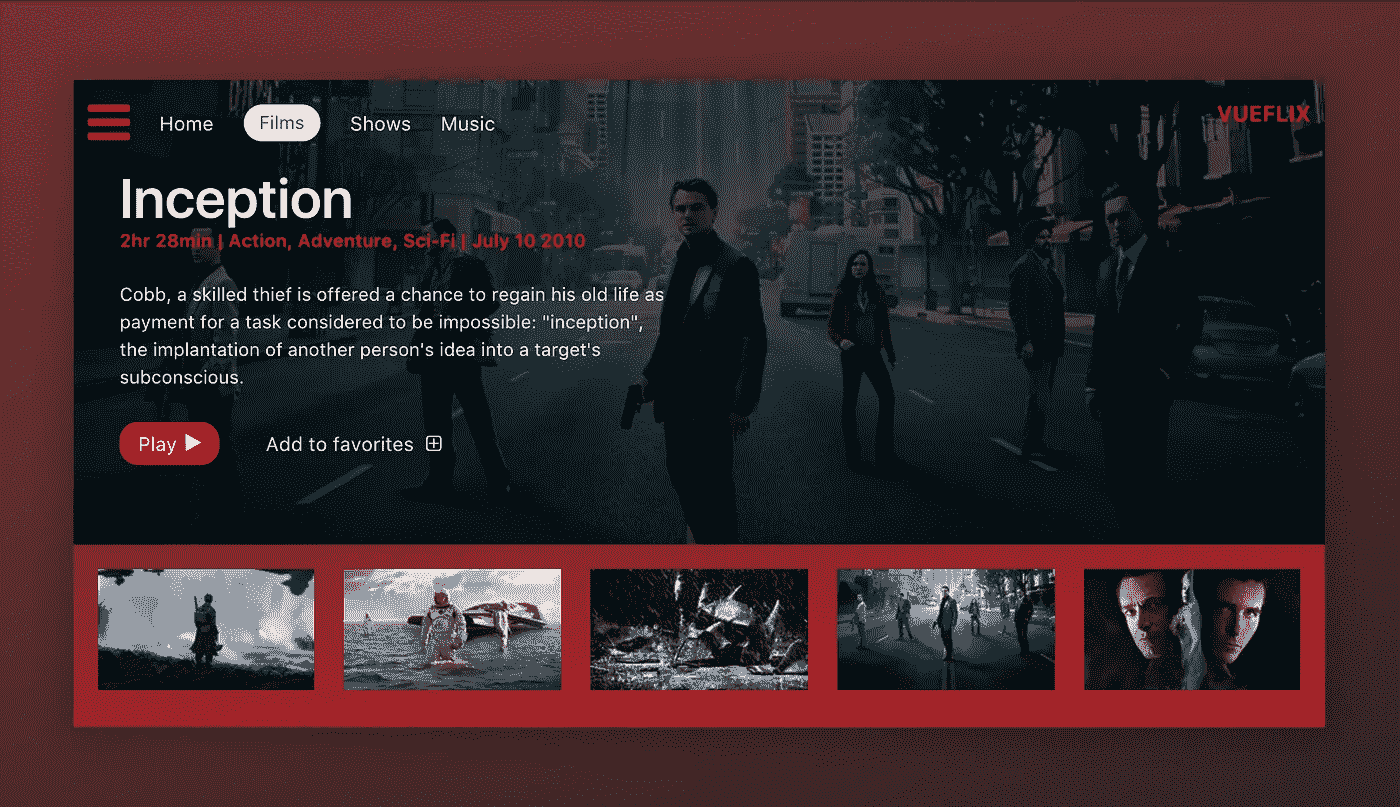 Home Films Shows Music VUEFLIX
Inception
2hr 28min | Action, Adventure, Sci-Fi | July 10 2010
Cobb, a skilled thief is offered a chance to regain his old life as
payment for a task considered to be impossible: "inception",
the implantation of another person's idea into a target's
subconscious.
Play Add to favorites